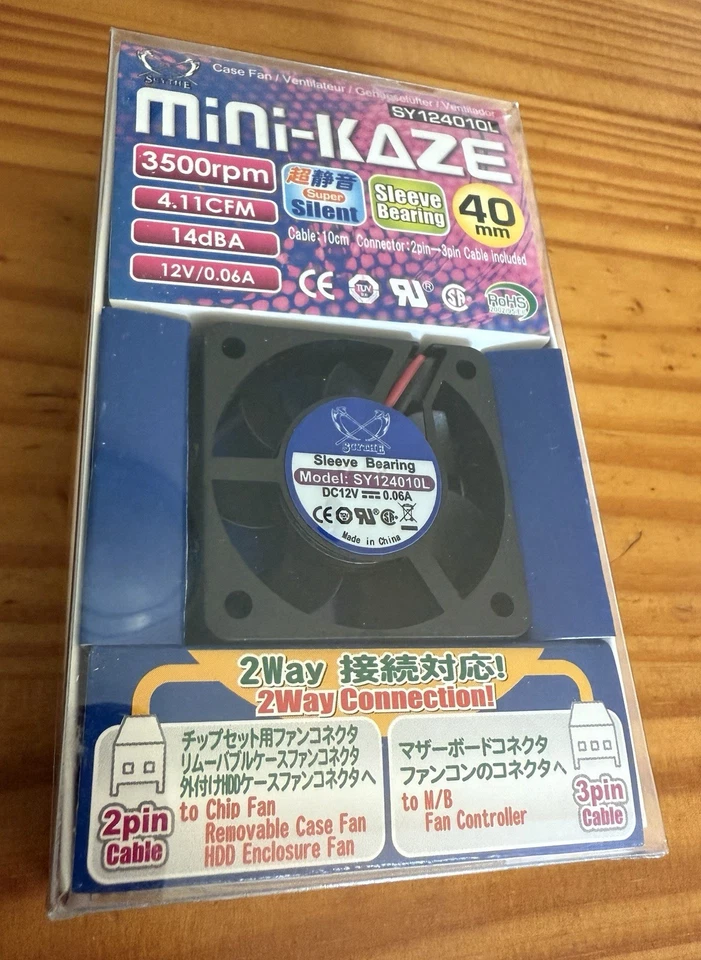 SCYTHE
Case Fan / Ventilateur / Gehäuselüfter / Ventilador
SY124010L
MiNi-KAZE
3500rpm
4.11CFM
14dBA
12V/0.06A
超静音
Super
Silent
Sleeve
Bearing
40
mm
Cable:10cm Connector:2pin→3pin Cable included
CE
TÜV
RU®
SP
RoHS
2002/95/EC
SCYTHE
Sleeve Bearing
Model: SY124010L
DC12V 0.06A
CE
Made in China
2Way 接続対応!
2Way Connection!
チップセット用ファンコネクタ
リムーバブルケースファンコネクタ
外付けHDDケースファンコネクタへ
to Chip Fan
Removable Case Fan
HDD Enclosure Fan
2pin
Cable
マザーボードコネクタ
ファンコンのコネクタへ
to M/B
Fan Controller
3pin
Cable